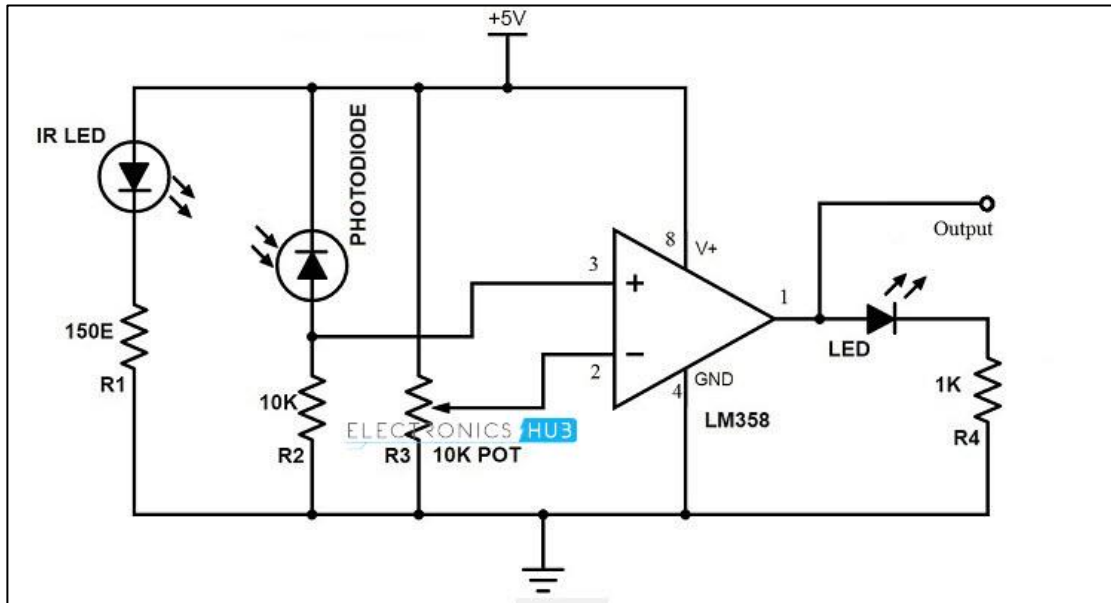 +5V
IR LED
PHOTODIODE
8
V+
Output
3
+
1
150E
−
LED
2
R1
GND
4
10K
1K
LM358
ELECTRONICS HUB
R2
R3
10K POT
R4